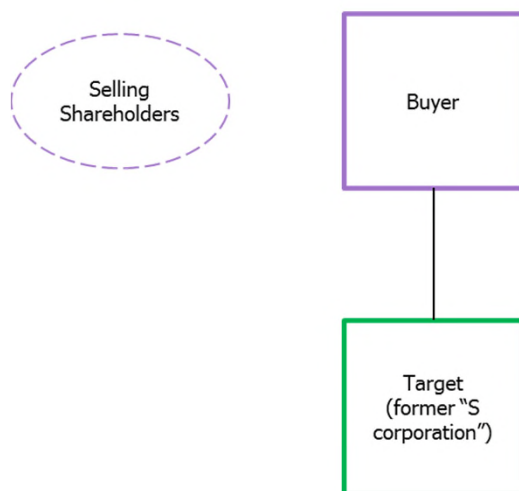 Selling
Shareholders
Buyer
Target
(former “S
corporation”)